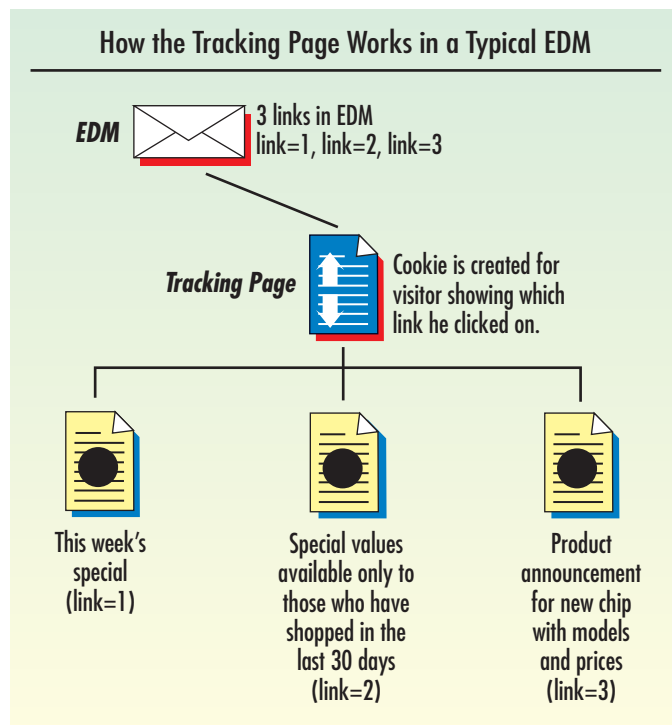 How the Tracking Page Works in a Typical EDM
EDM
3 links in EDM
link=1, link=2, link=3
Tracking Page
Cookie is created for
visitor showing which
link he clicked on.
This week's
special
(link=1)
Special values
available only to
those who have
shopped in the
last 30 days
(link=2)
Product
announcement
for new chip
with models
and prices
(link=3)